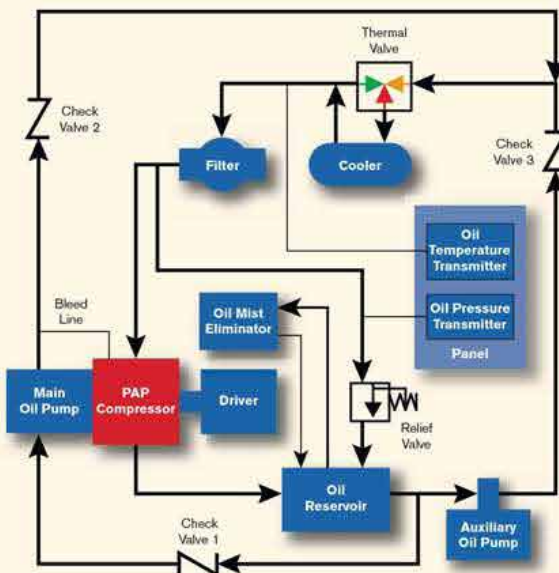 Thermal
Valve
Check
Valve 2
Check
Valve 3
Filter
Cooler
Oil
Temperature
Transmitter
Oil Pressure
Transmitter
Panel
Bleed
Line
Oil Mist
Eliminator
Main
Oil Pump
PAP
Compressor
Driver
Relief
Valve
Oil
Reservoir
Auxiliary
Oil Pump
Check
Valve 1